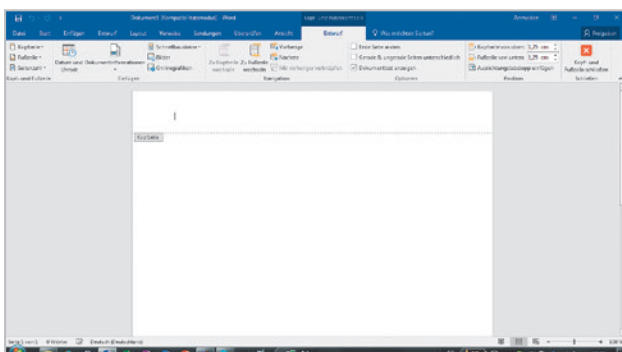 Dokument1 [Kompatibilitätsmodus] - Word
Anmelden
Datei Start Einfügen Entwurf Layout Verweise Sendungen Überprüfen Ansicht Entwurf Was möchten Sie tun? Freigeben
Kopfzeile Schnellbausteine Vorherige Erste Seite anders Kopfzeile von oben: 1,25 cm
Fußzeile Datum und Uhrzeit Dokumentinformationen Bilder Zu Kopfzeile wechseln Zu Fußzeile wechseln Nächste Gerade & ungerade Seiten unterschiedlich Fußzeile von unten: 1,25 cm Kopf- und Fußzeile schließen
Seitenzahl Onlinegrafiken Mit vorheriger verknüpfen Dokumenttext anzeigen Ausrichtungstabstopp einfügen
Kopf- und Fußzeile Einfügen Navigation Optionen Position Schließen
Kopfzeile
Seite 1 von 1 0 Wörter Deutsch (Deutschland) 100%